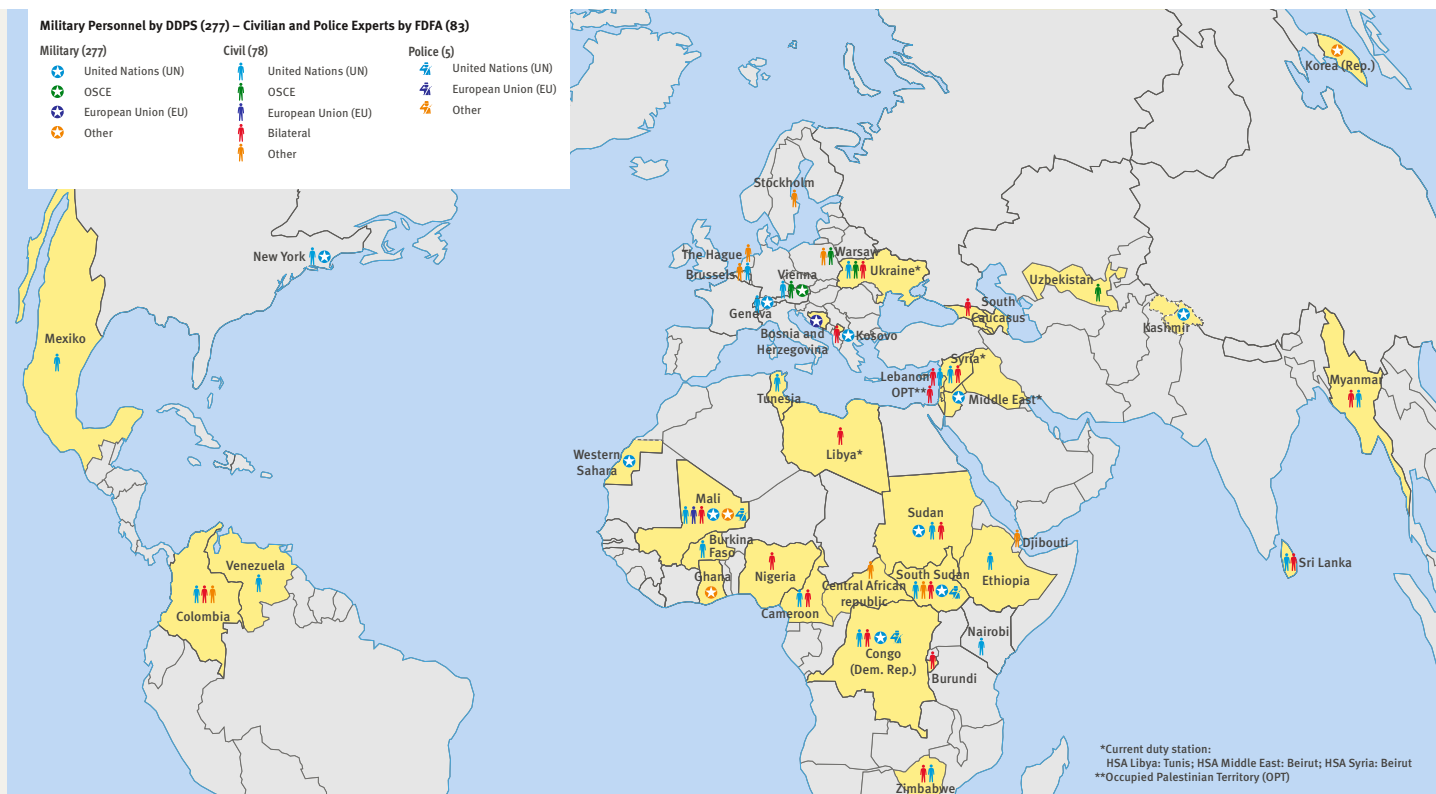 Military Personnel by DDPS (277) – Civilian and Police Experts by FDFA (83)
Military (277)
United Nations (UN)
OSCE
European Union (EU)
Other
Civil (78)
United Nations (UN)
OSCE
European Union (EU)
Bilateral
Other
Police (5)
United Nations (UN)
European Union (EU)
Other
Korea (Rep.)
Stockholm
New York
The Hague
Warsaw
Brussels
Vienna
Ukraine*
Uzbekistan
Geneva
South
Caucasus
Kashmir
Bosnia and
Herzegovina
Kosovo
Mexiko
Syria*
Lebanon
OPT**
Middle East*
Tunesia
Myanmar
Western
Sahara
Libya*
Mali
Sudan
Burkina
Faso
Djibouti
Venezuela
Ghana
Nigeria
South Sudan
Ethiopia
Sri Lanka
Central African
republic
Colombia
Cameroon
Nairobi
Congo
(Dem. Rep.)
Burundi
Zimbabwe
*Current duty station:
HSA Libya: Tunis; HSA Middle East: Beirut; HSA Syria: Beirut
**Occupied Palestinian Territory (OPT)